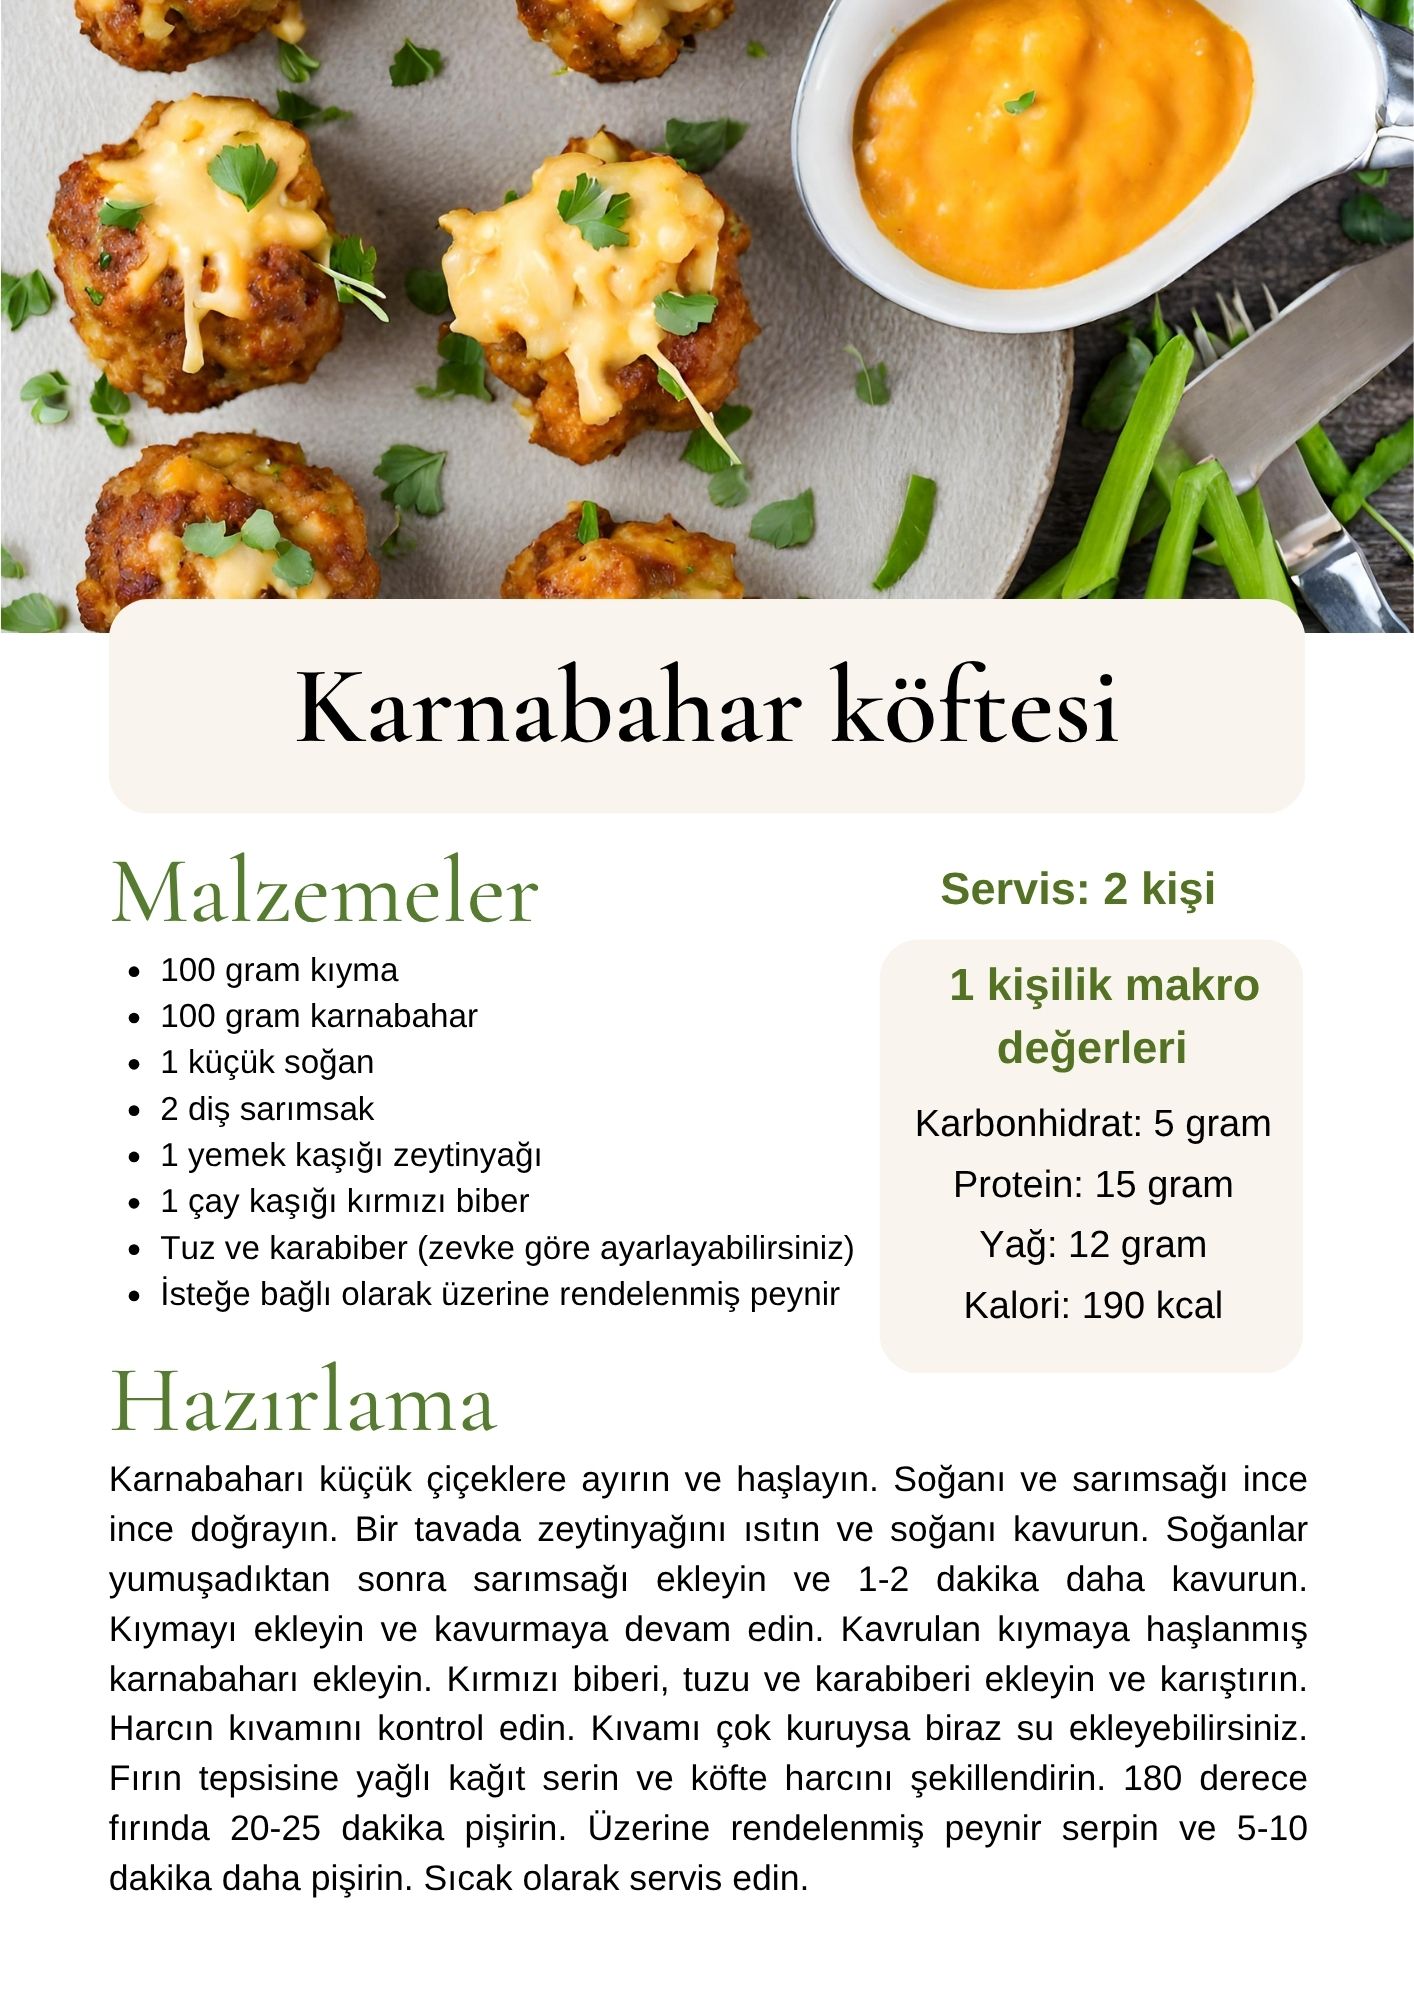 Karnabahar köftesi
Malzemeler
100 gram kıyma
100 gram karnabahar
1 küçük soğan
2 diş sarımsak
1 yemek kaşığı zeytinyağı
1 çay kaşığı kırmızı biber
Tuz ve karabiber (zevke göre ayarlayabilirsiniz)
İsteğe bağlı olarak üzerine rendelenmiş peynir
Servis: 2 kişi
1 kişilik makro
değerleri
Karbonhidrat: 5 gram
Protein: 15 gram
Yağ: 12 gram
Kalori: 190 kcal
Hazırlama
Karnabaharı küçük çiçeklere ayırın ve haşlayın. Soğanı ve sarımsağı ince
ince doğrayın. Bir tavada zeytinyağını ısıtın ve soğanı kavurun. Soğanlar
yumuşadıktan sonra sarımsağı ekleyin ve 1-2 dakika daha kavurun.
Kıymayı ekleyin ve kavurmaya devam edin. Kavrulan kıymaya haşlanmış
karnabaharı ekleyin. Kırmızı biberi, tuzu ve karabiberi ekleyin ve karıştırın.
Harcın kıvamını kontrol edin. Kıvamı çok kuruysa biraz su ekleyebilirsiniz.
Fırın tepsisine yağlı kağıt serin ve köfte harcını şekillendirin. 180 derece
fırında 20-25 dakika pişirin. Üzerine rendelenmiş peynir serpin ve 5-10
dakika daha pişirin. Sıcak olarak servis edin.